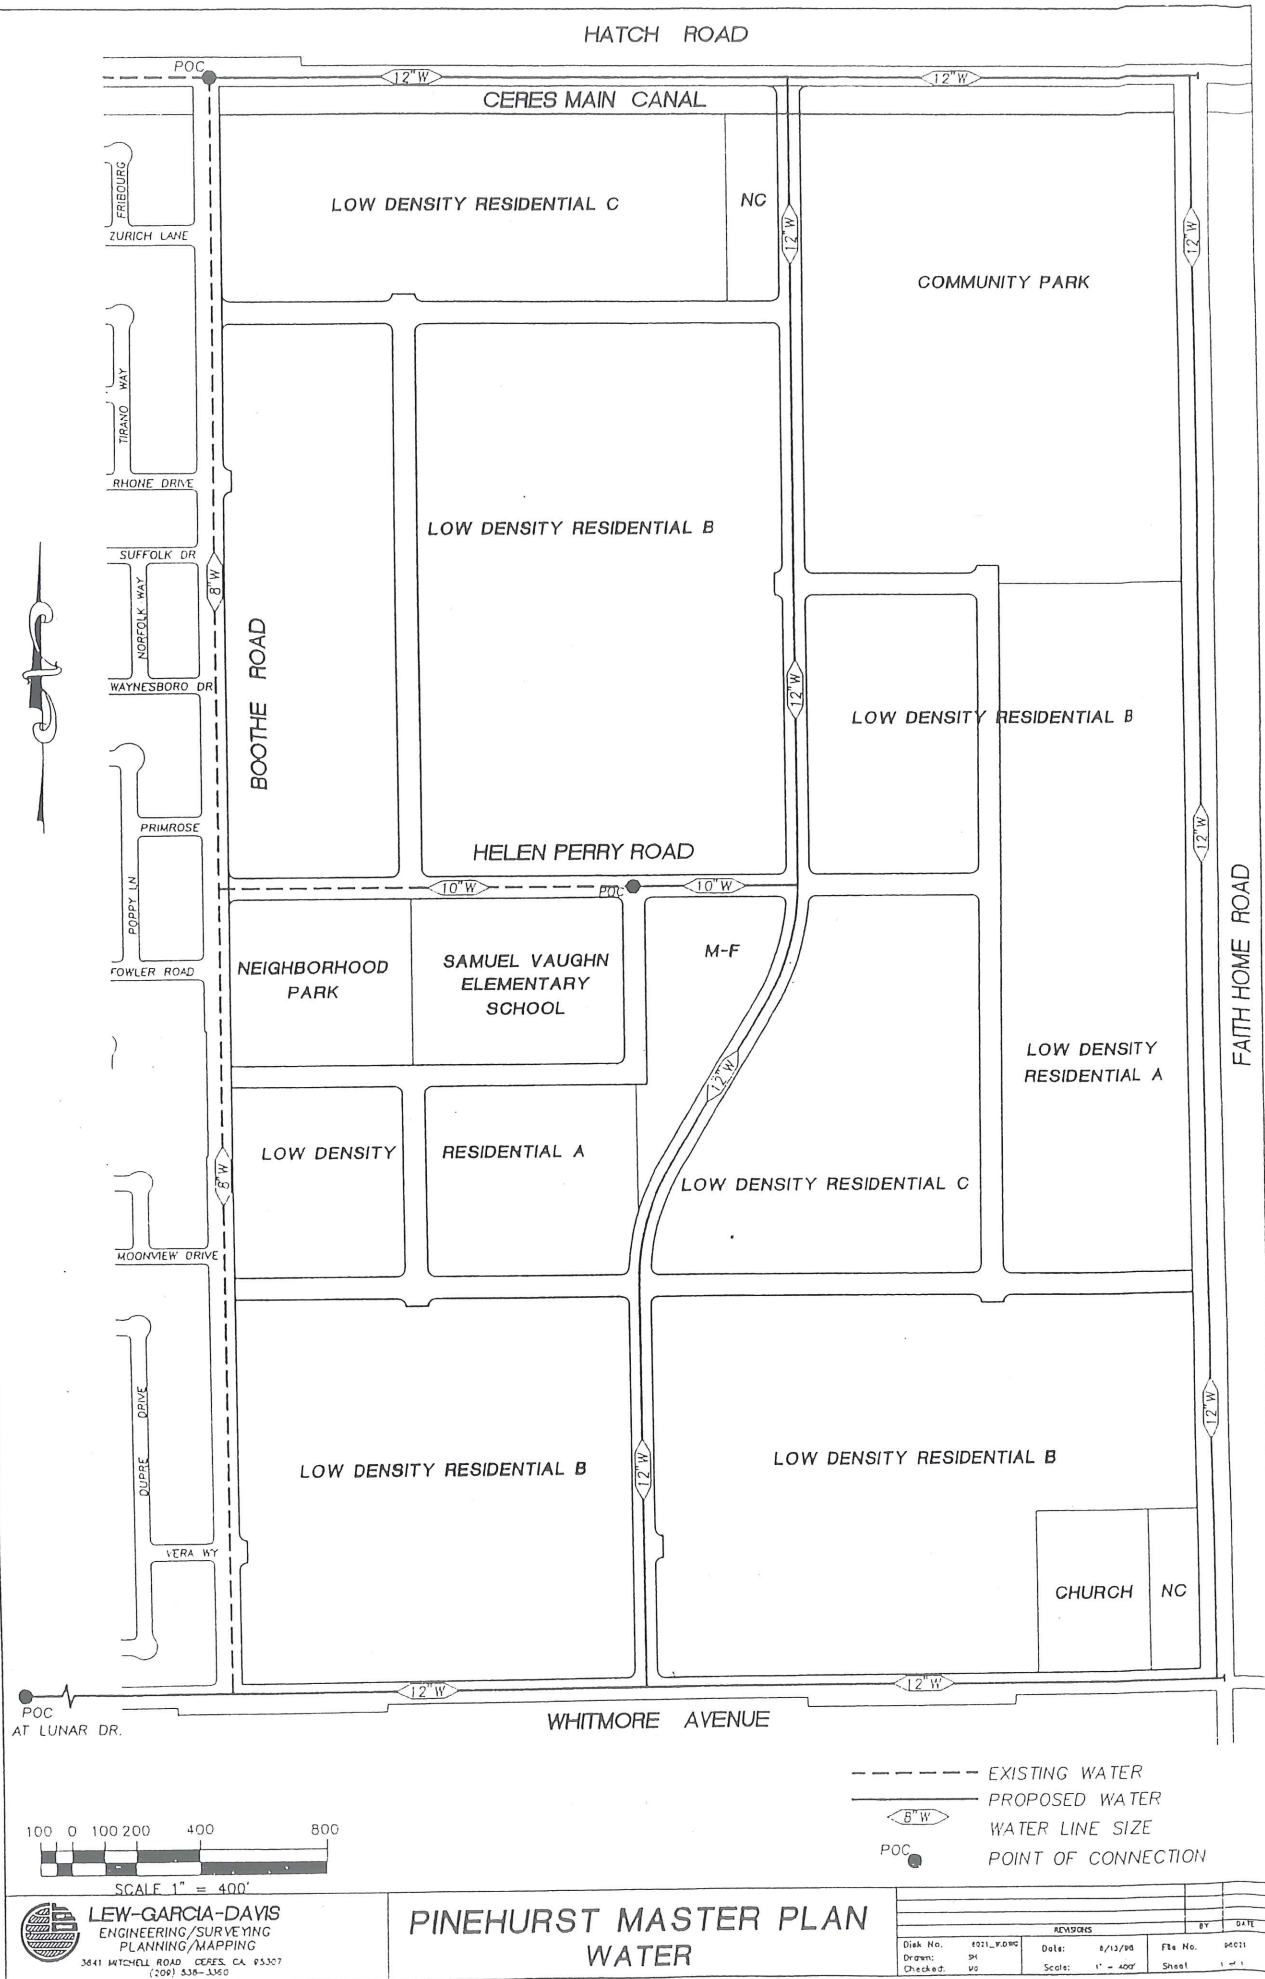 HATCH ROAD
POC
12"W
12"W
CERES MAIN CANAL
FRIBOURG
ZURICH LANE
LOW DENSITY RESIDENTIAL C
NC
12"W
12"W
COMMUNITY PARK
TIRANO WAY
RHONE DRIVE
LOW DENSITY RESIDENTIAL B
SUFFOLK DR
NORFOLK WAY
8"W
WAYNESBORO DR
BOOTHE ROAD
12"W
LOW DENSITY RESIDENTIAL B
PRIMROSE
POPPY LN
HELEN PERRY ROAD
12"W
10"W
POC
10"W
FAITH HOME ROAD
FOWLER ROAD
NEIGHBORHOOD
PARK
SAMUEL VAUGHN
ELEMENTARY
SCHOOL
M-F
12"W
LOW DENSITY
RESIDENTIAL A
LOW DENSITY
RESIDENTIAL A
8"W
LOW DENSITY RESIDENTIAL C
MOONVIEW DRIVE
DUPRE DRIVE
12"W
LOW DENSITY RESIDENTIAL B
12"W
LOW DENSITY RESIDENTIAL B
VERA WY
CHURCH
NC
12"W
12"W
POC
AT LUNAR DR.
WHITMORE AVENUE
EXISTING WATER
PROPOSED WATER
8"W
WATER LINE SIZE
POC
POINT OF CONNECTION
100 0 100 200 400 800
SCALE 1" = 400'
LEW-GARCIA-DAVIS
ENGINEERING/SURVEYING
PLANNING/MAPPING
3641 MITCHELL ROAD CERES, CA 95307
(209)
PINEHURST MASTER PLAN
WATER
REVISIONS
BY
DATE
Disk No.
Date:
File No.
Drawn:
Checked:
Scale: 1" = 400'
Sheet 1 of 1